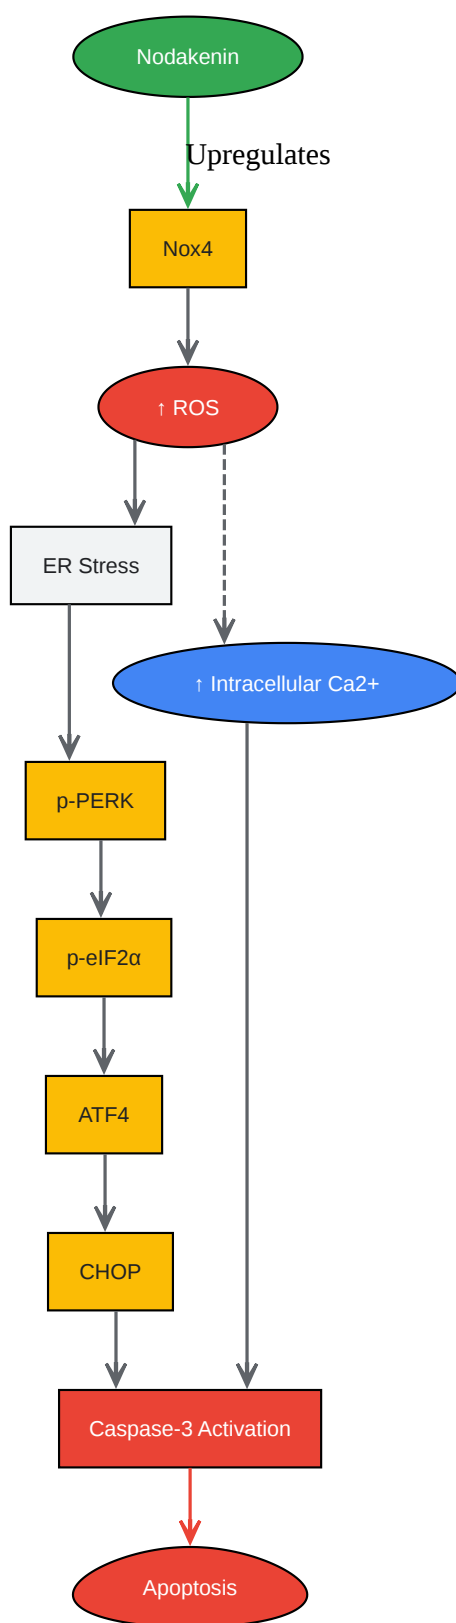 Nodakenin
Upregulates
Nox4
↑ ROS
ER Stress
↑ Intracellular Ca2+
p-PERK
p-eIF2α
ATF4
CHOP
Caspase-3 Activation
Apoptosis